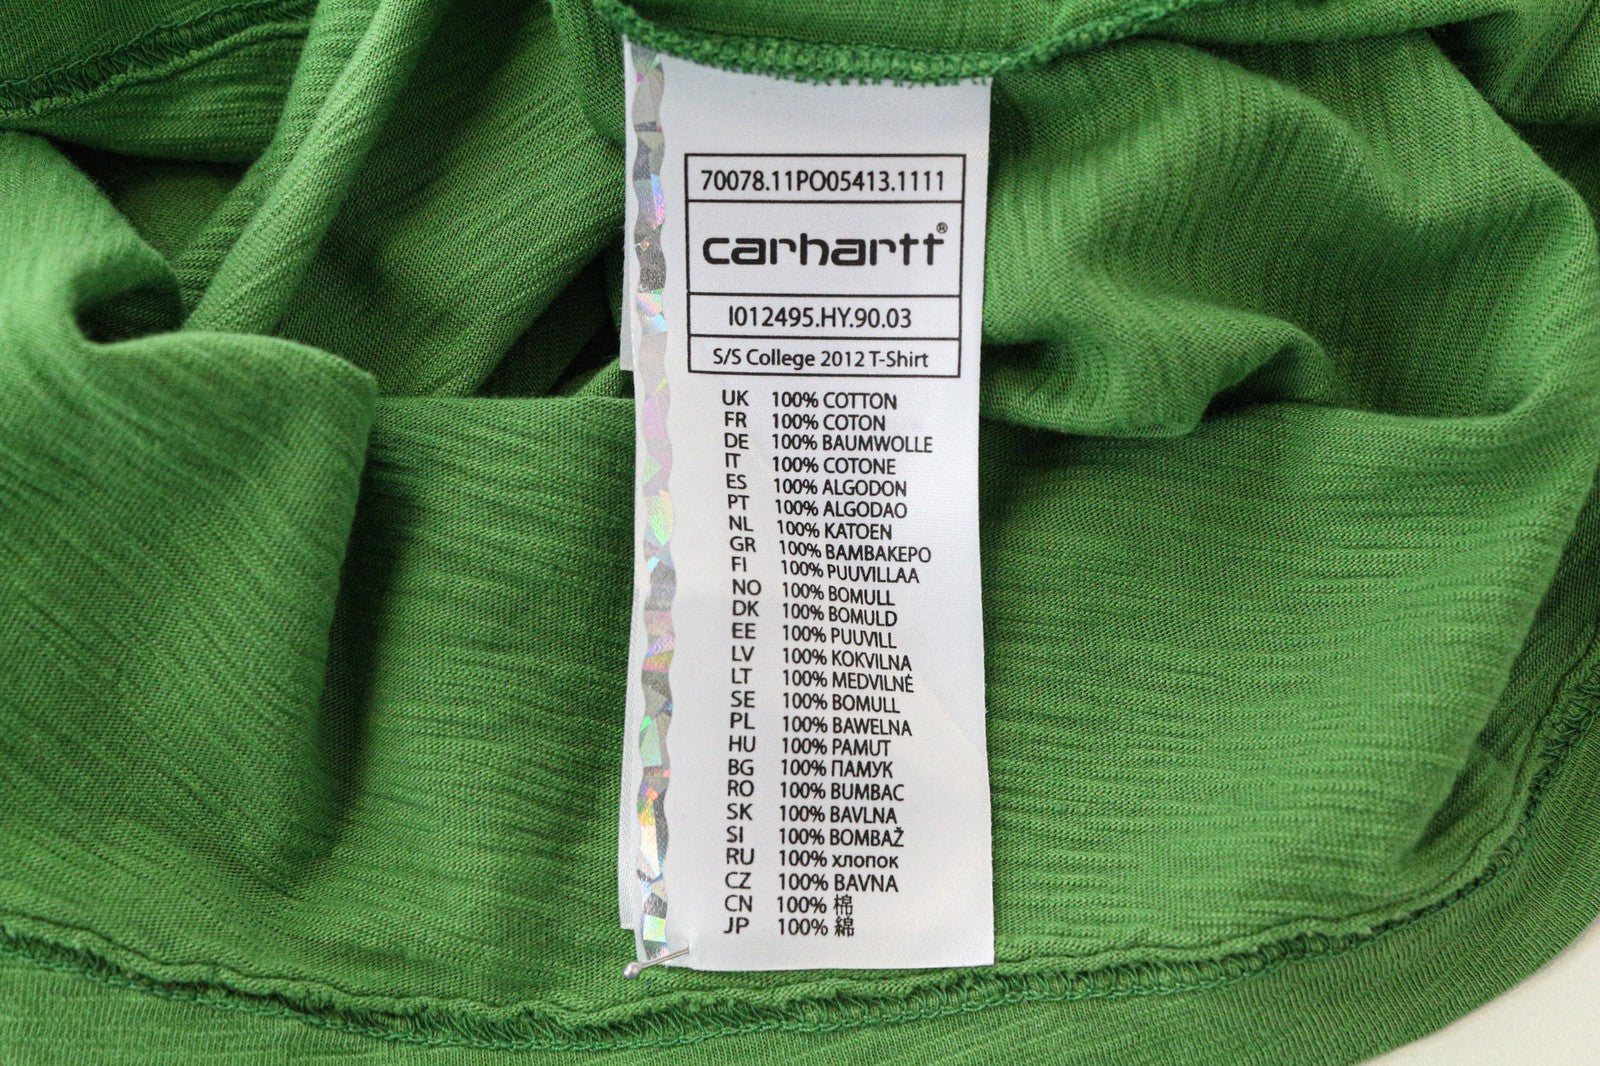 70078.11PO05413.1111
carhartt®
I012495.HY.90.03
S/S College 2012 T-Shirt
UK 100% COTTON
FR 100% COTON
DE 100% BAUMWOLLE
IT 100% COTONE
ES 100% ALGODON
PT 100% ALGODAO
NL 100% KATOEN
GR 100% BAMBAKEPO
FI 100% PUUVILLAA
NO 100% BOMULL
DK 100% BOMULD
EE 100% PUUVILL
LV 100% KOKVILNA
LT 100% MEDVILNĖ
SE 100% BOMULL
PL 100% BAWELNA
HU 100% PAMUT
BG 100% ПАМУК
RO 100% BUMBAC
SK 100% BAVLNA
SI 100% BOMBAŽ
RU 100% хлопок
CZ 100% BAVNA
CN 100% 棉
JP 100% 綿